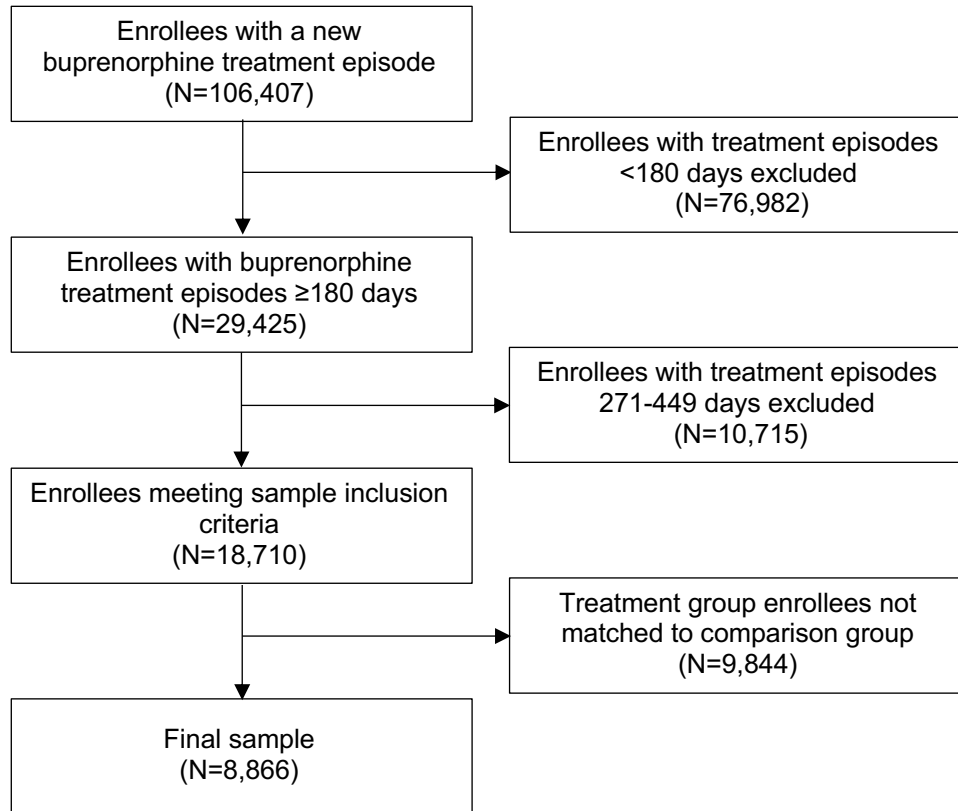 Enrollees with a new
buprenorphine treatment episode
(N=106,407)
Enrollees with treatment episodes
<180 days excluded
(N=76,982)
Enrollees with buprenorphine
treatment episodes ≥180 days
(N=29,425)
Enrollees with treatment episodes
271-449 days excluded
(N=10,715)
Enrollees meeting sample inclusion
criteria
(N=18,710)
Treatment group enrollees not
matched to comparison group
(N=9,844)
Final sample
(N=8,866)